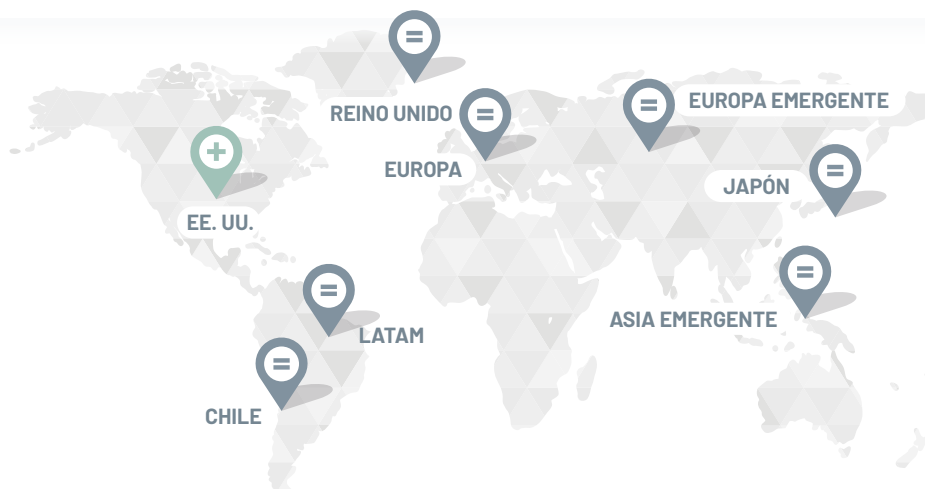 =
REINO UNIDO
=
EUROPA
=
EUROPA EMERGENTE
+
EE. UU.
=
JAPÓN
=
LATAM
=
ASIA EMERGENTE
=
CHILE